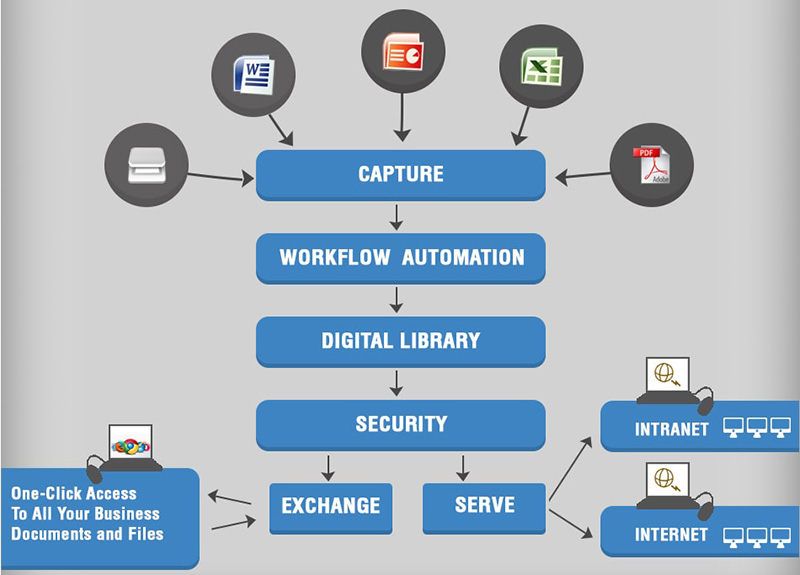 W
X
PDF
Adobe
CAPTURE
WORKFLOW AUTOMATION
DIGITAL LIBRARY
SECURITY
INTRANET
One-Click Access
To All Your Business
Documents and Files
EXCHANGE
SERVE
INTERNET